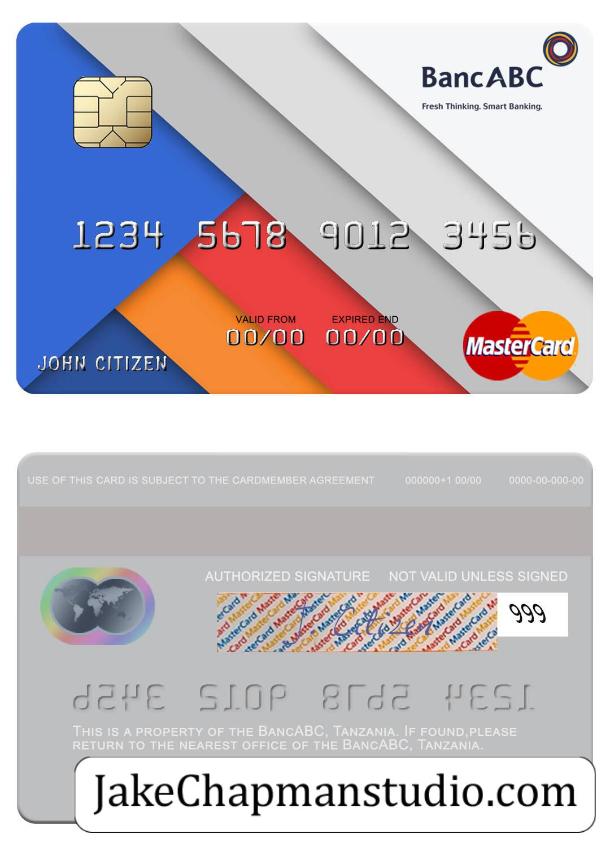 BancABC
Fresh Thinking. Smart Banking.
1234 5678 9012 3456
VALID FROM EXPIRED END
00/00 00/00
JOHN CITIZEN
MasterCard
USE OF THIS CARD IS SUBJECT TO THE CARDMEMBER AGREEMENT 000000+1 00/00 0000-00-000-00
AUTHORIZED SIGNATURE NOT VALID UNLESS SIGNED
999
THIS IS A PROPERTY OF THE BANCABC, TANZANIA. IF FOUND,PLEASE
RETURN TO THE NEAREST OFFICE OF THE BANCABC, TANZANIA.
JakeChapmanstudio.com